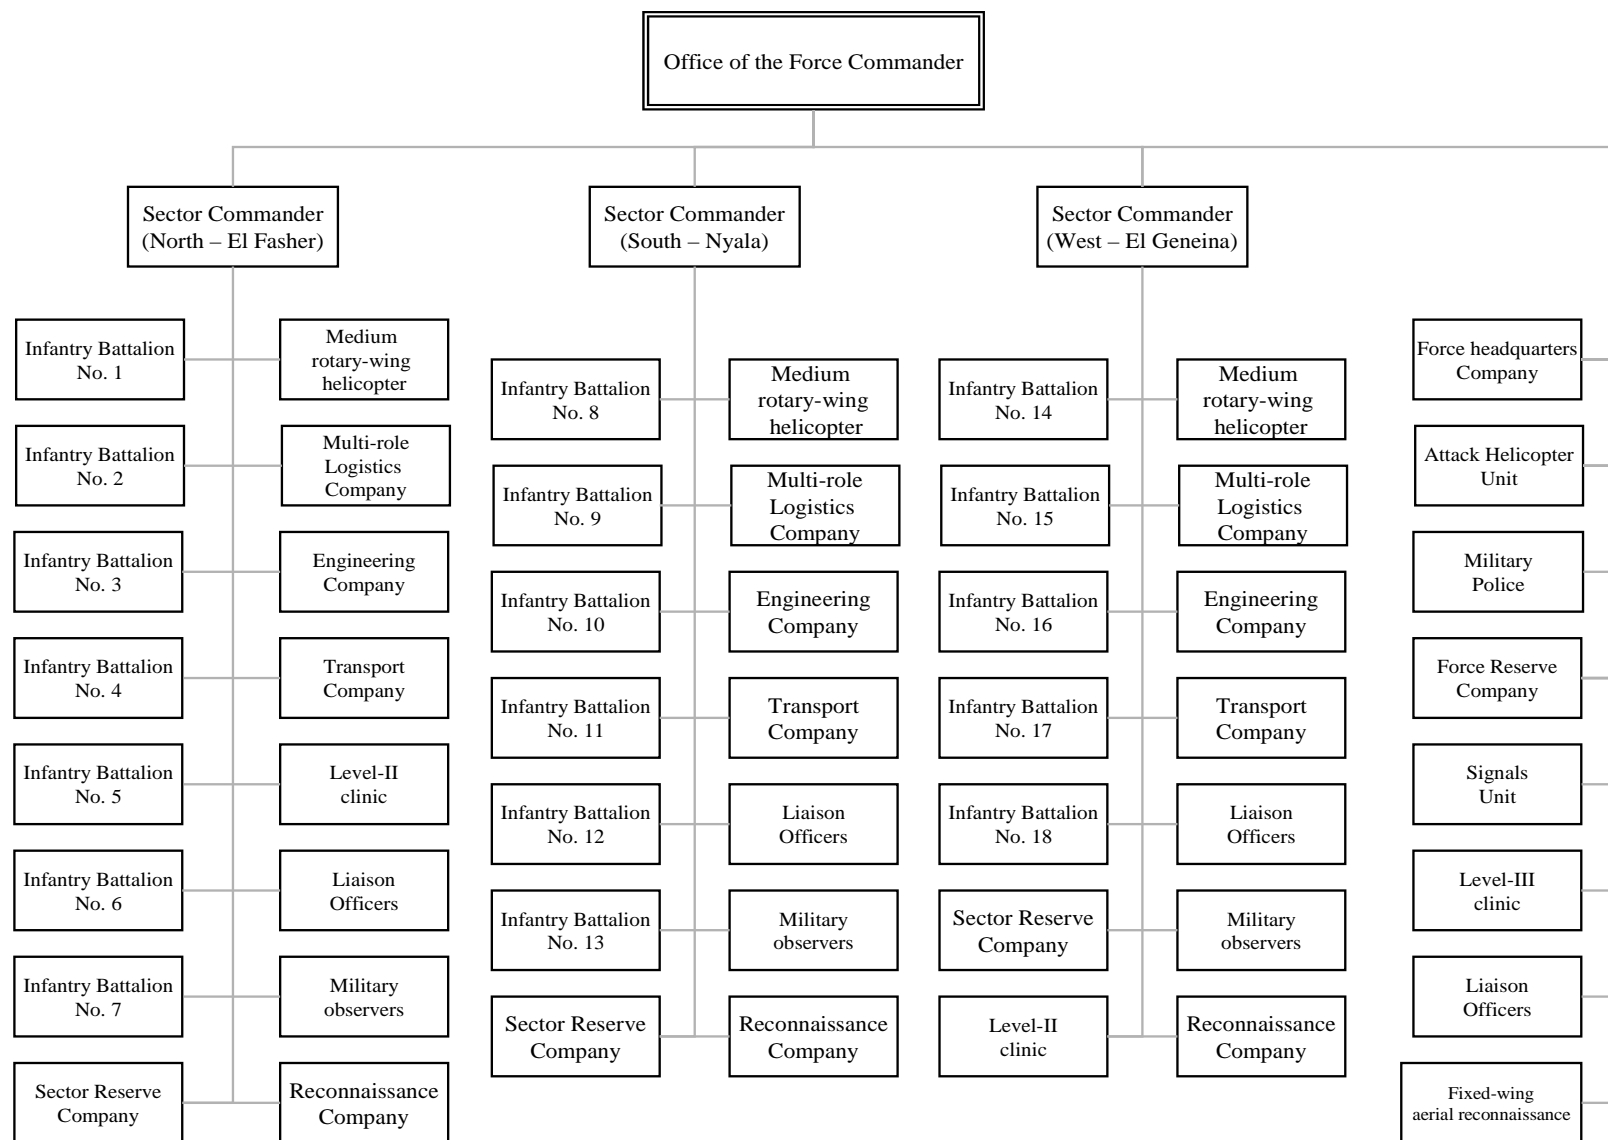 Office of the Force Commander
Sector Commander
(North – El Fasher)
Infantry Battalion
No. 1
Medium
rotary-wing
helicopter
Infantry Battalion
No. 2
Multi-role
Logistics
Company
Infantry Battalion
No. 3
Engineering
Company
Infantry Battalion
No. 4
Transport
Company
Infantry Battalion
No. 5
Level-II
clinic
Infantry Battalion
No. 6
Liaison
Officers
Infantry Battalion
No. 7
Military
observers
Sector Reserve
Company
Reconnaissance
Company
Sector Commander
(South – Nyala)
Infantry Battalion
No. 8
Medium
rotary-wing
helicopter
Infantry Battalion
No. 9
Multi-role
Logistics
Company
Infantry Battalion
No. 10
Engineering
Company
Infantry Battalion
No. 11
Transport
Company
Infantry Battalion
No. 12
Liaison
Officers
Infantry Battalion
No. 13
Military
observers
Sector Reserve
Company
Reconnaissance
Company
Sector Commander
(West – El Geneina)
Infantry Battalion
No. 14
Medium
rotary-wing
helicopter
Infantry Battalion
No. 15
Multi-role
Logistics
Company
Infantry Battalion
No. 16
Engineering
Company
Infantry Battalion
No. 17
Transport
Company
Infantry Battalion
No. 18
Liaison
Officers
Sector Reserve
Company
Military
observers
Level-II
clinic
Reconnaissance
Company
Force headquarters
Company
Attack Helicopter
Unit
Military
Police
Force Reserve
Company
Signals
Unit
Level-III
clinic
Liaison
Officers
Fixed-wing
aerial reconnaissance